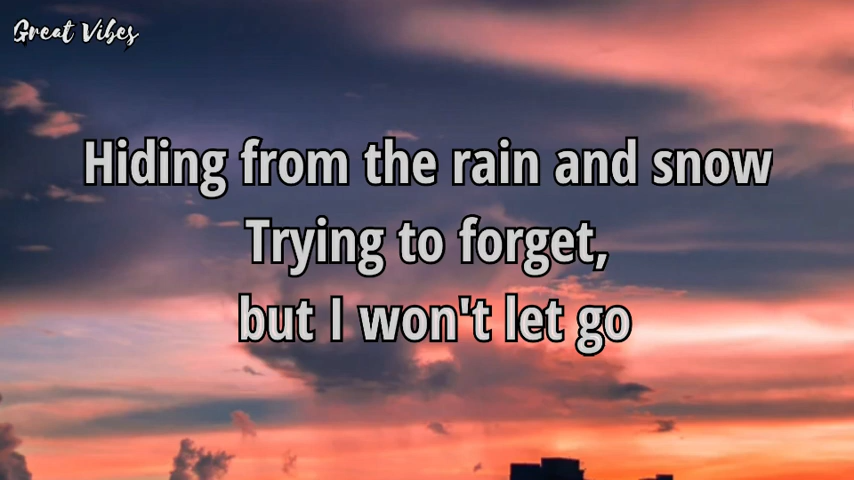 Great Vibes
Hiding from the rain and snow
Trying to forget,
but I won't let go